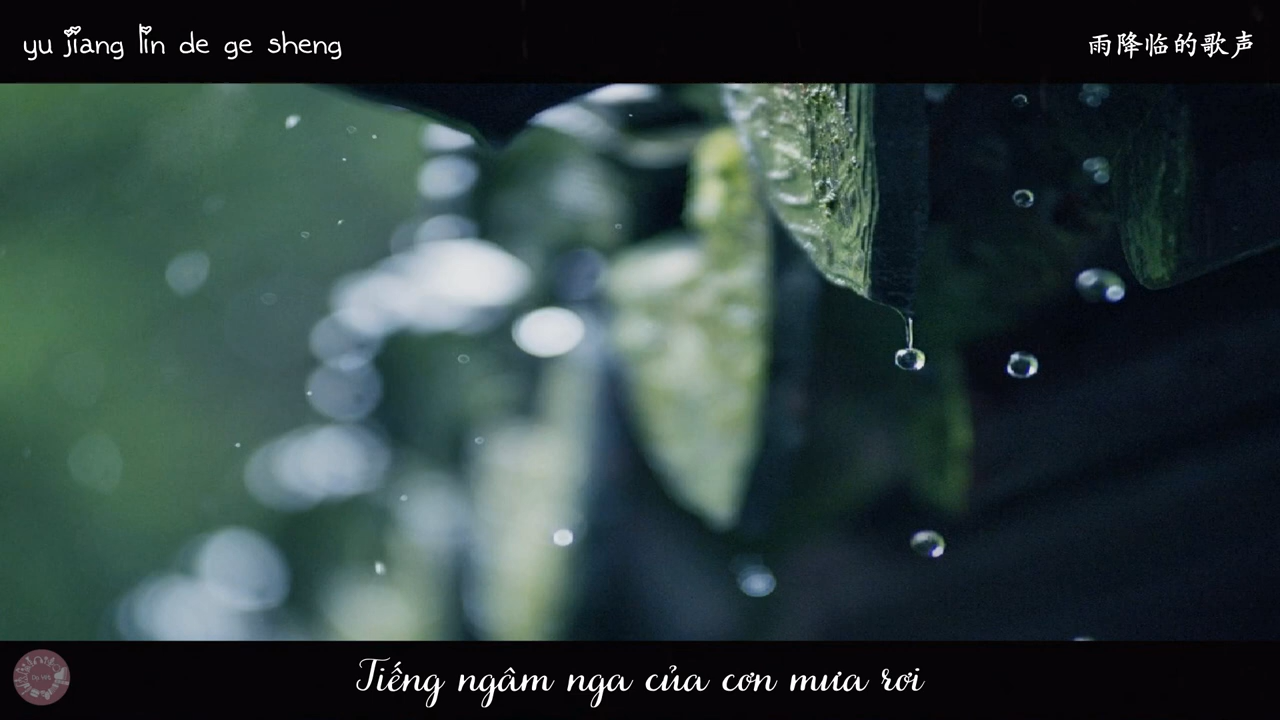 yu jiang lin de ge sheng
雨降临的歌声
Tiếng ngâm nga của cơn mưa rơi